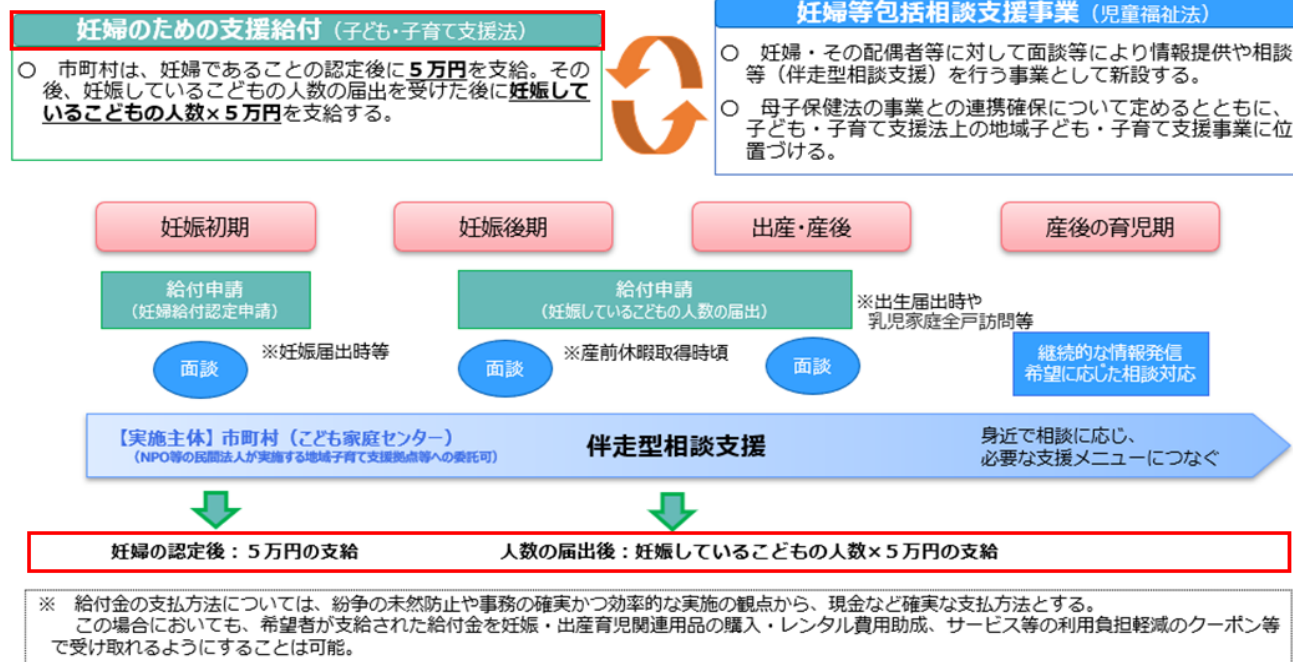 妊婦のための支援給付（子ども・子育て支援法）
○　市町村は、妊婦であることの認定後に５万円を支給。その
後、妊娠しているこどもの人数の届出を受けた後に妊娠して
いるこどもの人数×５万円を支給する。
妊婦等包括相談支援事業（児童福祉法）
○　妊婦・その配偶者等に対して面談等により情報提供や相談
等（伴走型相談支援）を行う事業として新設する。
○　母子保健法の事業との連携確保について定めるとともに、
子ども・子育て支援法上の地域子ども・子育て支援事業に位
置づける。
妊娠初期
妊娠後期
出産・産後
産後の育児期
給付申請
（妊婦給付認定申請）
給付申請
（妊娠しているこどもの人数の届出）
※出生届出時や
乳児家庭全戸訪問等
面談
※妊娠届出時等
面談
※産前休暇取得時頃
面談
継続的な情報発信
希望に応じた相談対応
【実施主体】市町村（こども家庭センター）
（NPO等の民間法人が実施する地域子育て支援拠点等への委託可）
伴走型相談支援
身近で相談に応じ、
必要な支援メニューにつなぐ
妊婦の認定後：５万円の支給
人数の届出後：妊娠しているこどもの人数×５万円の支給
※　給付金の支払方法については、紛争の未然防止や事務の確実かつ効率的な実施の観点から、現金など確実な支払方法とする。
この場合においても、希望者が支給された給付金を妊娠・出産育児関連用品の購入・レンタル費用助成、サービス等の利用負担軽減のクーポン等
で受け取れるようにすることは可能。